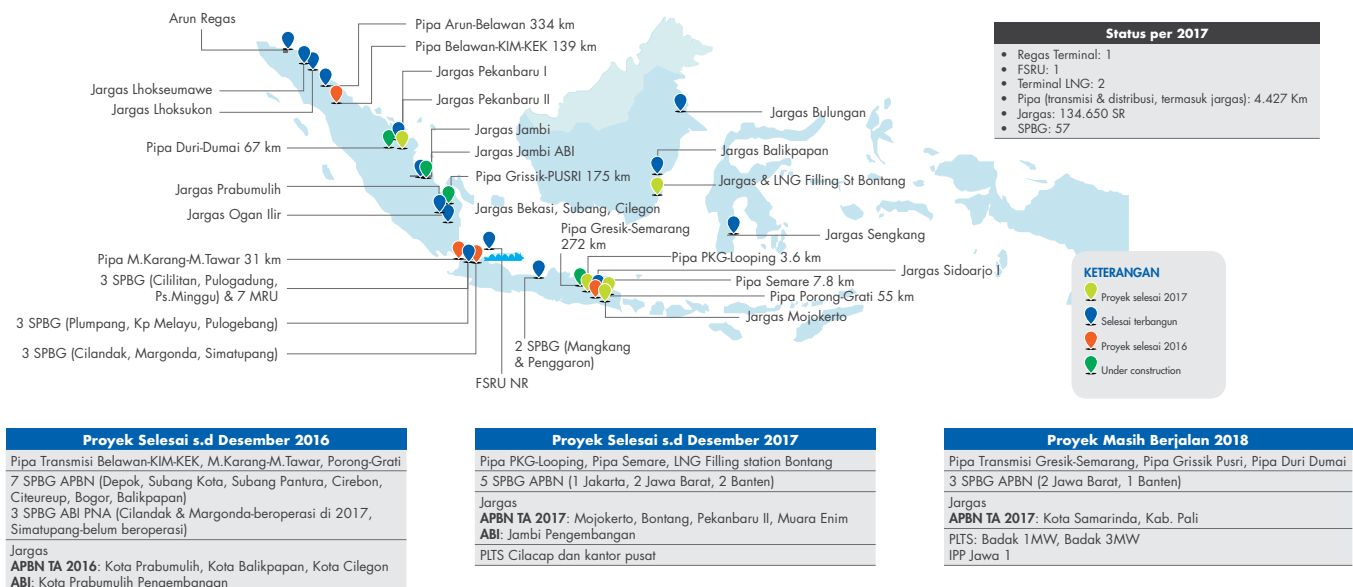 Arun Regas
Pipa Arun-Belawan 334 km
Pipa Belawan-KIM-KEK 139 km
Jargas Pekanbaru I
Jargas Lhokseumawe
Jargas Pekanbaru II
Jargas Lhoksukon
Jargas Jambi
Pipa Duri-Dumai 67 km
Jargas Jambi ABI
Pipa Grissik-PUSRI 175 km
Jargas Prabumulih
Jargas Ogan Ilir
Jargas Bekasi, Subang, Cilegon
Pipa Gresik-Semarang
272 km
Pipa M.Karang-M.Tawar 31 km
3 SPBG (Cililitan, Pulogadung,
Ps.Minggu) & 7 MRU
3 SPBG (Plumpang, Kp Melayu, Pulogebang)
3 SPBG (Cilandak, Margonda, Simatupang)
FSRU NR
2 SPBG (Mangkang
& Penggaron)
Jargas Bulungan
Jargas Balikpapan
Jargas & LNG Filling St Bontang
Jargas Sengkang
Pipa PKG-Looping 3.6 km
Jargas Sidoarjo I
Pipa Semare 7.8 km
Pipa Porong-Grati 55 km
Jargas Mojokerto
Status per 2017
• Regas Terminal: 1
• FSRU: 1
• Terminal LNG: 2
• Pipa (transmisi & distribusi, termasuk jargas): 4.427 Km
• Jargas: 134.650 SR
• SPBG: 57
KETERANGAN
Proyek selesai 2017
Selesai terbangun
Proyek selesai 2016
Under construction
Proyek Selesai s.d Desember 2016
Pipa Transmisi Belawan-KIM-KEK, M.Karang-M.Tawar, Porong-Grati
7 SPBG APBN (Depok, Subang Kota, Subang Pantura, Cirebon,
Citeureup, Bogor, Balikpapan)
3 SPBG ABI PNA (Cilandak & Margonda-beroperasi di 2017,
Simatupang-belum beroperasi)
Jargas
APBN TA 2016: Kota Prabumulih, Kota Balikpapan, Kota Cilegon
ABI: Kota Prabumulih Pengembangan
Proyek Selesai s.d Desember 2017
Pipa PKG-Looping, Pipa Semare, LNG Filling station Bontang
5 SPBG APBN (1 Jakarta, 2 Jawa Barat, 2 Banten)
Jargas
APBN TA 2017: Mojokerto, Bontang, Pekanbaru II, Muara Enim
ABI: Jambi Pengembangan
PLTS Cilacap dan kantor pusat
Proyek Masih Berjalan 2018
Pipa Transmisi Gresik-Semarang, Pipa Grissik Pusri, Pipa Duri Dumai
3 SPBG APBN (2 Jawa Barat, 1 Banten)
Jargas
APBN TA 2017: Kota Samarinda, Kab. Pali
PLTS: Badak 1MW, Badak 3MW
IPP Jawa 1